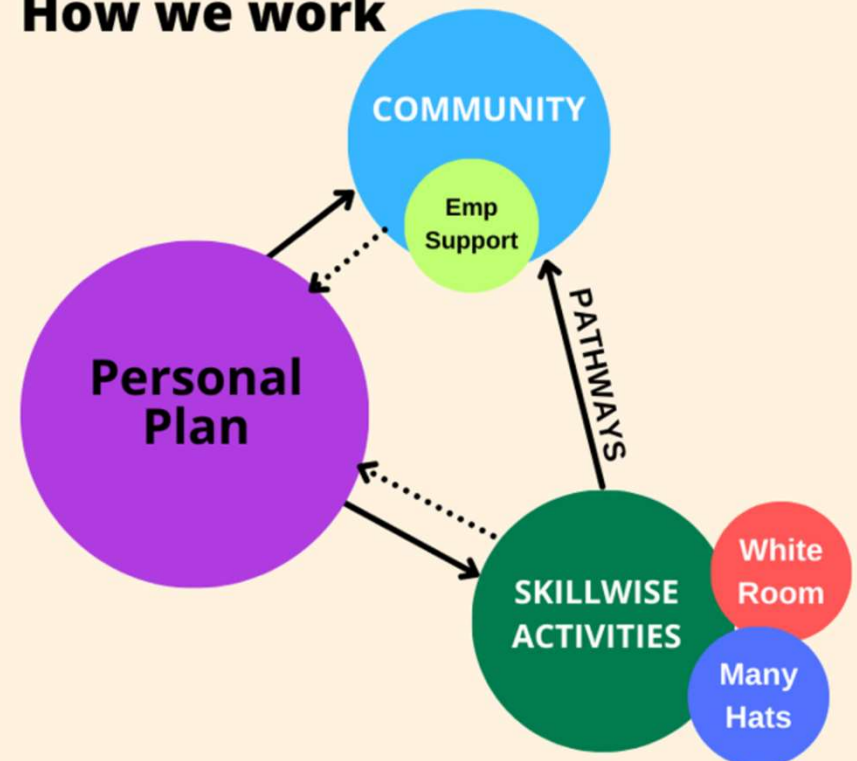 How we work
COMMUNITY
Emp
Support
PATHWAYS
Personal
Plan
SKILLWISE
ACTIVITIES
White
Room
Many
Hats